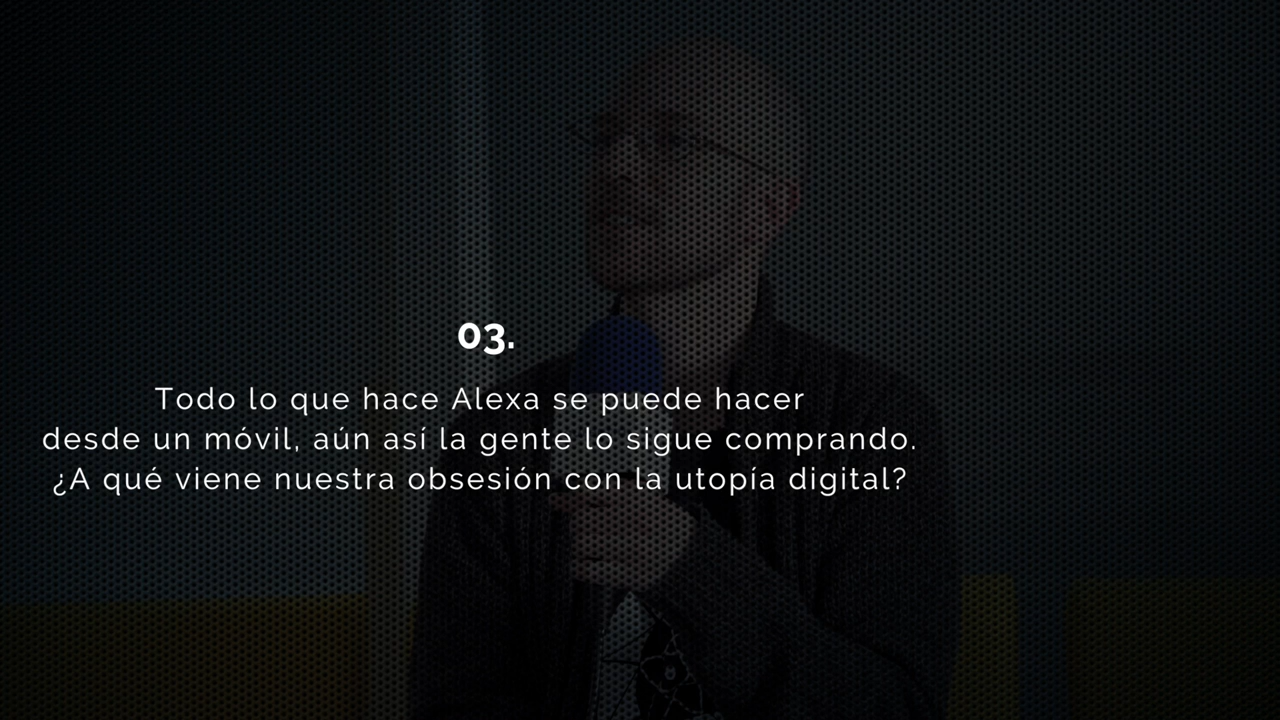 03.
Todo lo que hace Alexa se puede hacer
desde un móvil, aún así la gente lo sigue comprando.
¿A qué viene nuestra obsesión con la utopía digital?